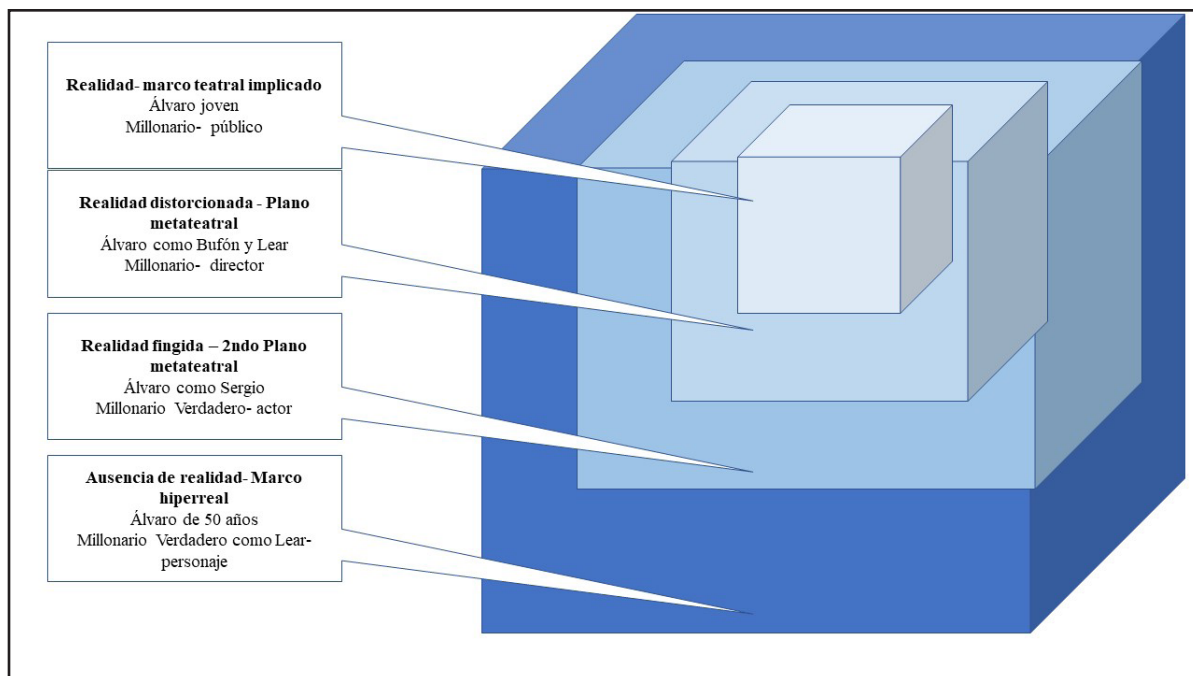 Realidad- marco teatral implicado
Álvaro joven
Millonario- público
Realidad distorcionada - Plano
metateatral
Álvaro como Bufón y Lear
Millonario- director
Realidad fingida – 2ndo Plano
metateatral
Álvaro como Sergio
Millonario Verdadero- actor
Ausencia de realidad- Marco
hiperreal
Álvaro de 50 años
Millonario Verdadero como Lear-
personaje